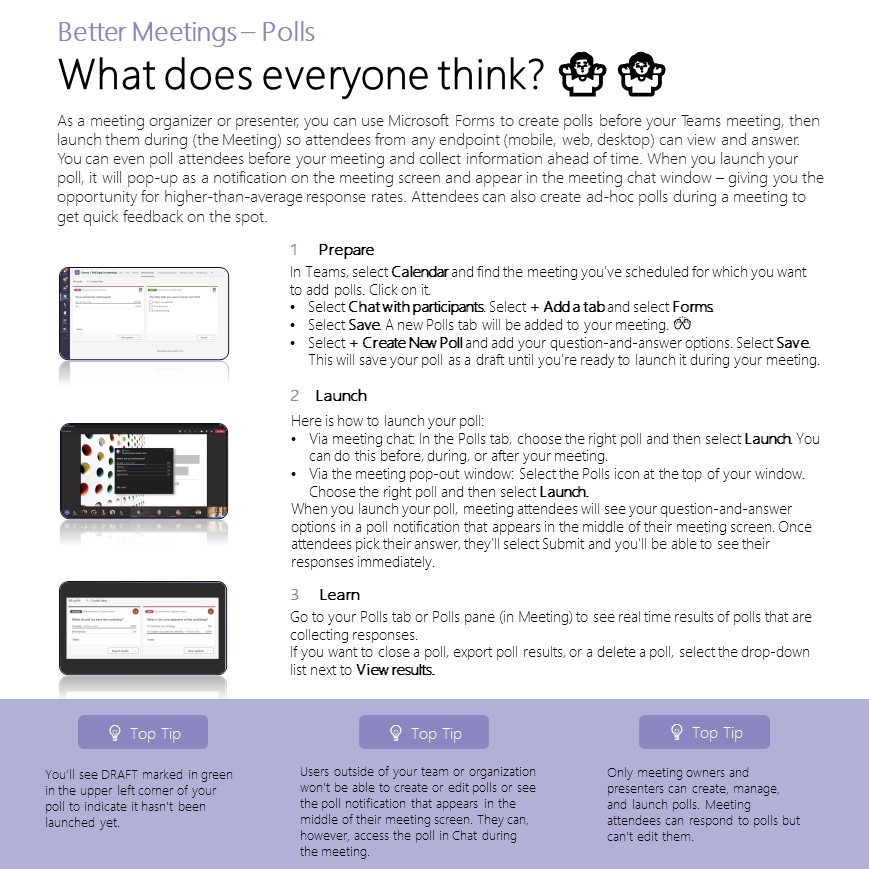 Better Meetings – Polls
What does everyone think?
As a meeting organizer or presenter, you can use Microsoft Forms to create polls before your Teams meeting, then
launch them during (the Meeting) so attendees from any endpoint (mobile, web, desktop) can view and answer.
You can even poll attendees before your meeting and collect information ahead of time. When you launch your
poll, it will pop-up as a notification on the meeting screen and appear in the meeting chat window – giving you the
opportunity for higher-than-average response rates. Attendees can also create ad-hoc polls during a meeting to
get quick feedback on the spot.
1 Prepare
In Teams, select Calendar and find the meeting you've scheduled for which you want
to add polls. Click on it.
• Select Chat with participants. Select + Add a tab and select Forms.
• Select Save. A new Polls tab will be added to your meeting.
• Select + Create New Poll and add your question-and-answer options. Select Save.
This will save your poll as a draft until you're ready to launch it during your meeting.
2 Launch
Here is how to launch your poll:
• Via meeting chat: In the Polls tab, choose the right poll and then select Launch. You
can do this before, during, or after your meeting.
• Via the meeting pop-out window: Select the Polls icon at the top of your window.
Choose the right poll and then select Launch.
When you launch your poll, meeting attendees will see your question-and-answer
options in a poll notification that appears in the middle of their meeting screen. Once
attendees pick their answer, they'll select Submit and you'll be able to see their
responses immediately.
3 Learn
Go to your Polls tab or Polls pane (in Meeting) to see real time results of polls that are
collecting responses.
If you want to close a poll, export poll results, or a delete a poll, select the drop-down
list next to View results.
Top Tip
You'll see DRAFT marked in green
in the upper left corner of your
poll to indicate it hasn't been
launched yet.
Top Tip
Users outside of your team or organization
won't be able to create or edit polls or see
the poll notification that appears in the
middle of their meeting screen. They can,
however, access the poll in Chat during
the meeting.
Top Tip
Only meeting owners and
presenters can create, manage,
and launch polls. Meeting
attendees can respond to polls but
can't edit them.